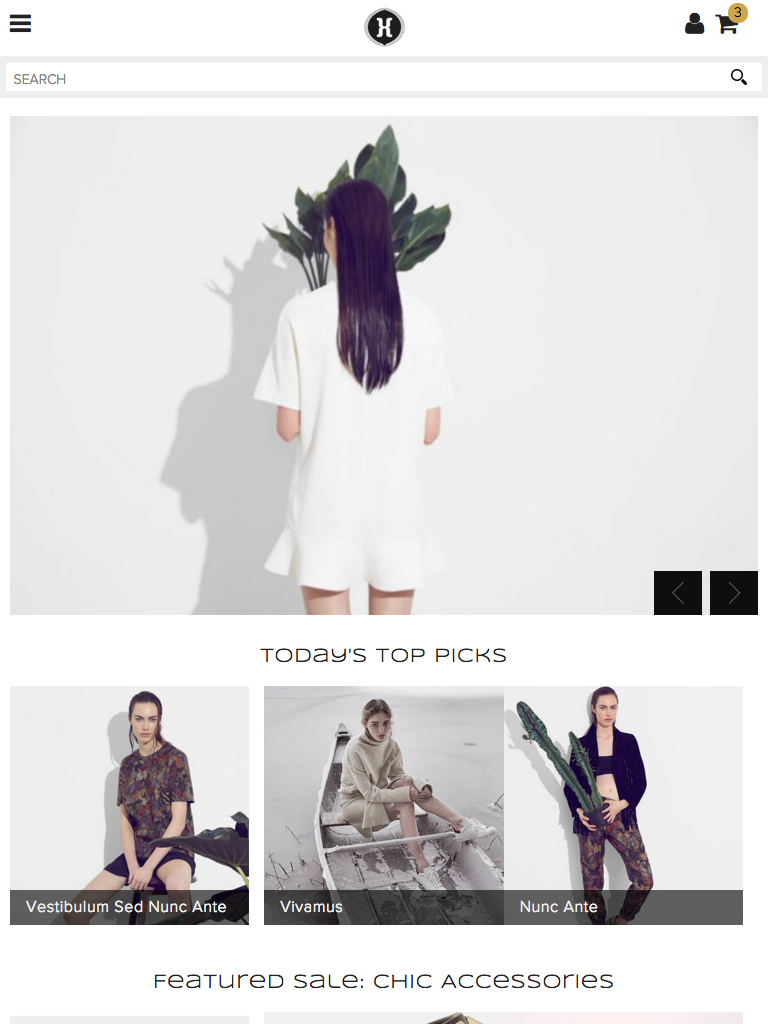 3
SEARCH
Today's Top Picks
Vestibulum Sed Nunc Ante
Vivamus
Nunc Ante
Featured Sale: Chic Accessories